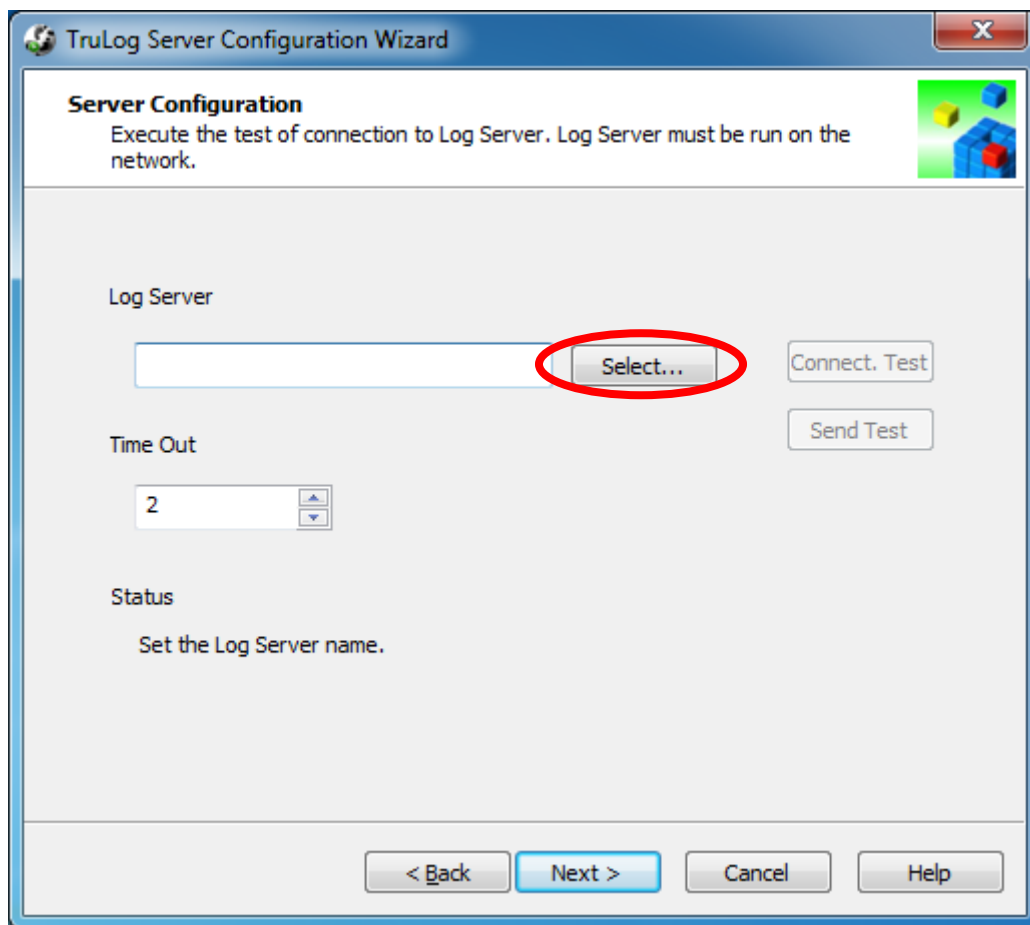 TruLog Server Configuration Wizard
Server Configuration
Execute the test of connection to Log Server. Log Server must be run on the
network.
Log Server
Select...
Connect. Test
Send Test
Time Out
2
Status
Set the Log Server name.
< Back
Next >
Cancel
Help